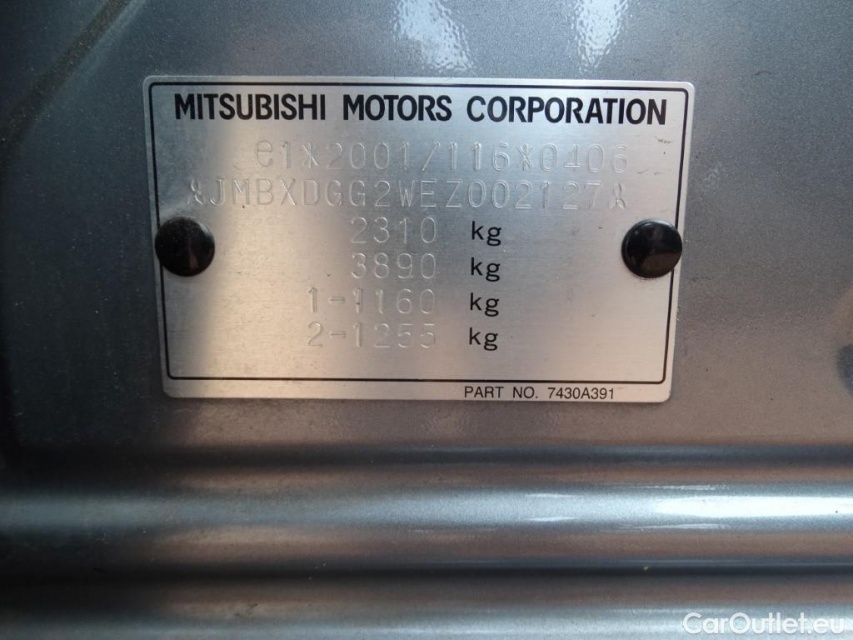 MITSUBISHI MOTORS CORPORATION
e1*2001/116*0406
*JMBXDGG2WEZ002127*
2310 kg
3890 kg
1-1160 kg
2-1255 kg
PART NO. 7430A391
CarOutlet.eu